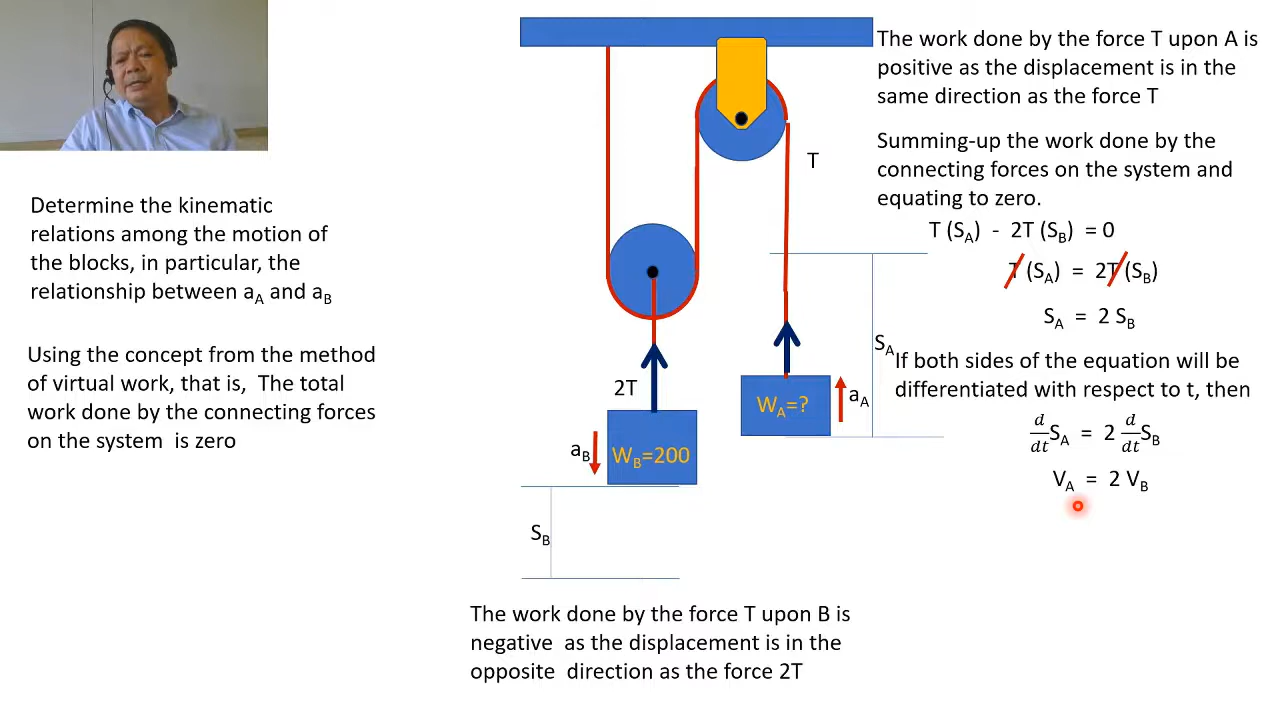 Determine the kinematic
relations among the motion of
the blocks, in particular, the
relationship between aA and aB
Using the concept from the method
of virtual work, that is, The total
work done by the connecting forces
on the system is zero
T
2T
WA=?
aA
SA
aB
WB=200
SB
The work done by the force T upon B is
negative as the displacement is in the
opposite direction as the force 2T
The work done by the force T upon A is
positive as the displacement is in the
same direction as the force T
Summing-up the work done by the
connecting forces on the system and
equating to zero.
T (SA) - 2T (SB) = 0
T (SA) = 2T (SB)
SA = 2 SB
If both sides of the equation will be
differentiated with respect to t, then
d/dt SA = 2 d/dt SB
VA = 2 VB